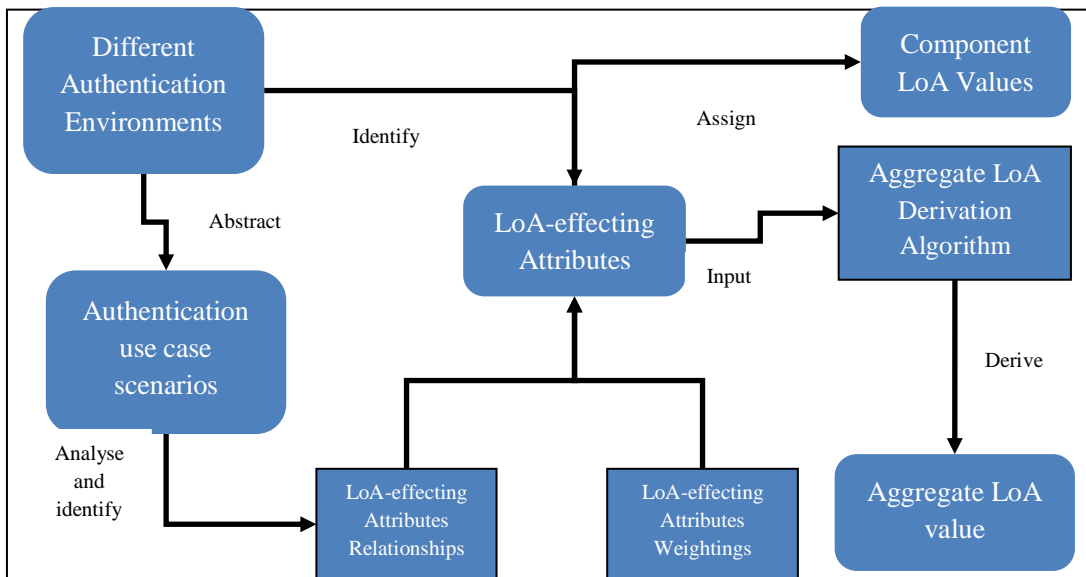 Different
Authentication
Environments
Component
LoA Values
Identify
Assign
Abstract
LoA-effecting
Attributes
Aggregate LoA
Derivation
Algorithm
Input
Authentication
use case
scenarios
Derive
Analyse
and
identify
LoA-effecting
Attributes
Relationships
LoA-effecting
Attributes
Weightings
Aggregate LoA
value